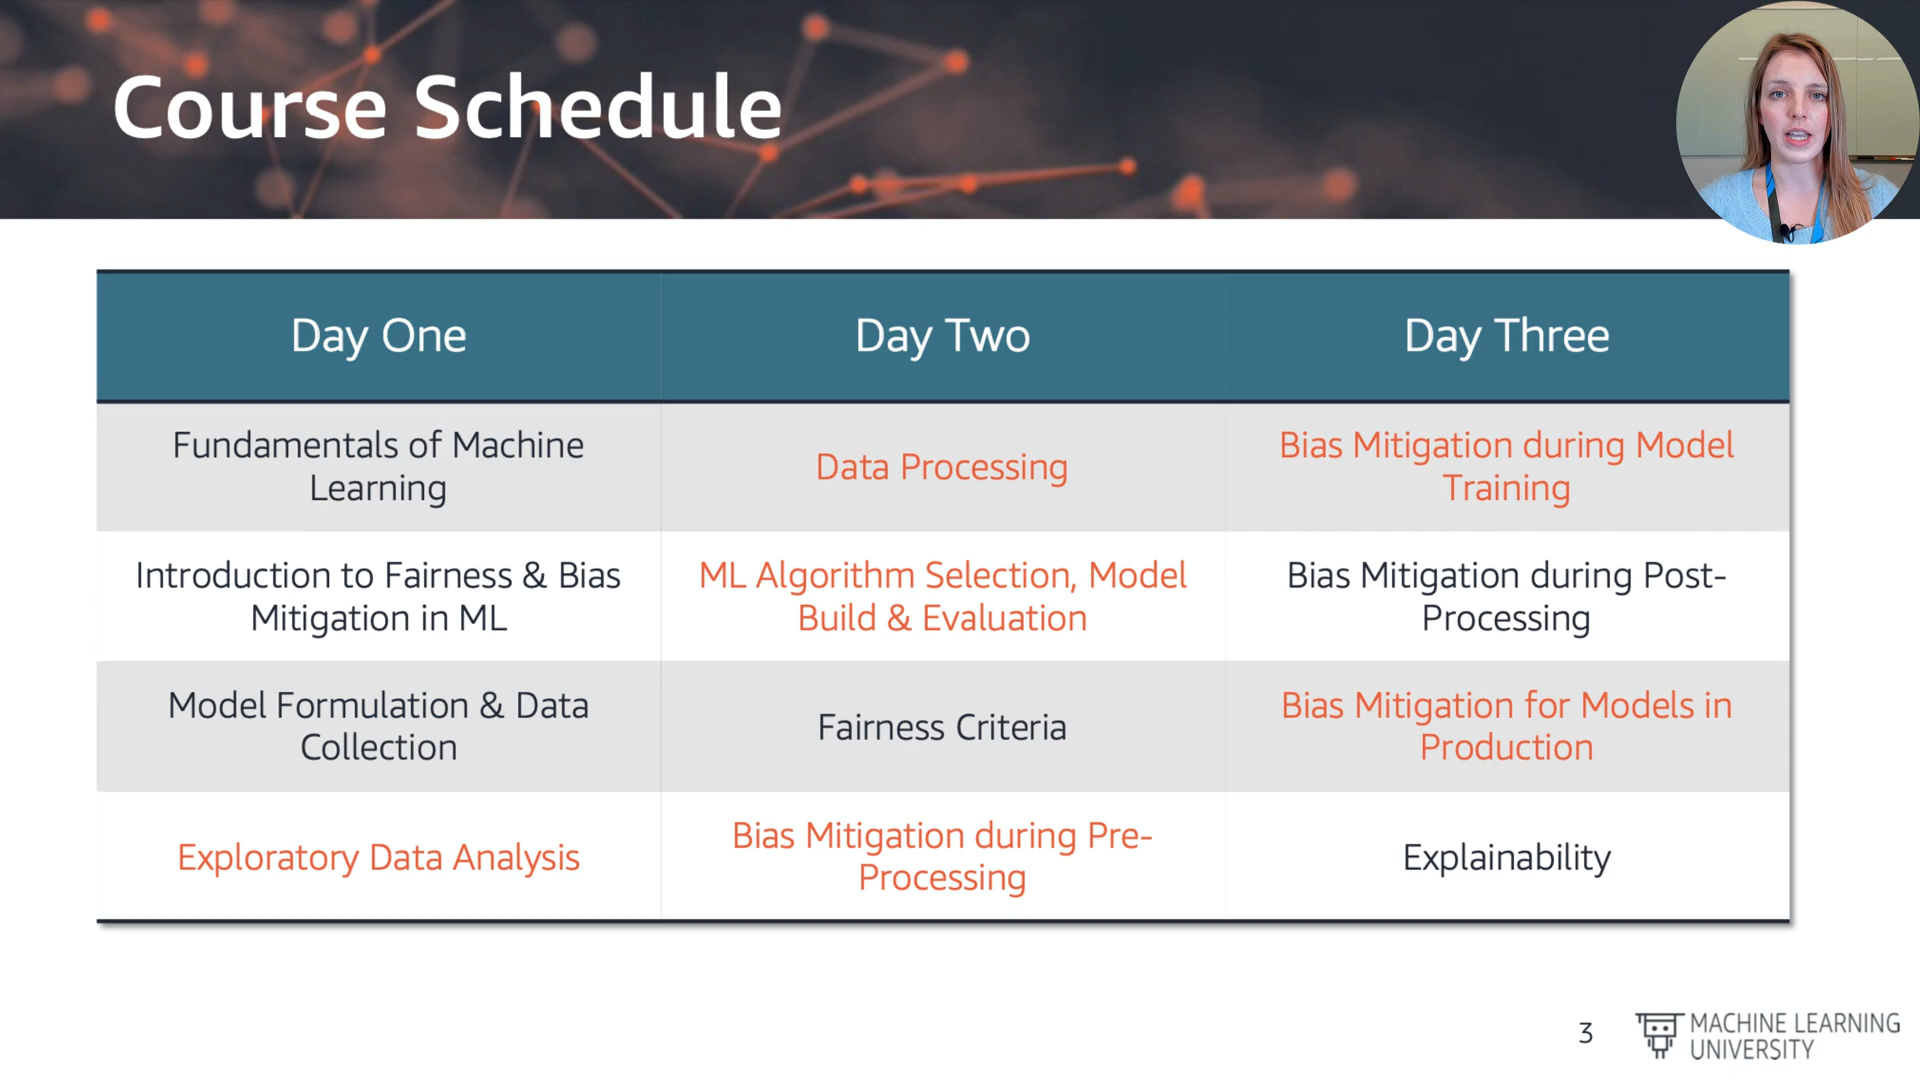 Course Schedule
Day One
Day Two
Day Three
Fundamentals of Machine
Learning
Data Processing
Bias Mitigation during Model
Training
Introduction to Fairness & Bias
Mitigation in ML
ML Algorithm Selection, Model
Build & Evaluation
Bias Mitigation during Post-
Processing
Model Formulation & Data
Collection
Fairness Criteria
Bias Mitigation for Models in
Production
Exploratory Data Analysis
Bias Mitigation during Pre-
Processing
Explainability
3
MACHINE LEARNING
UNIVERSITY